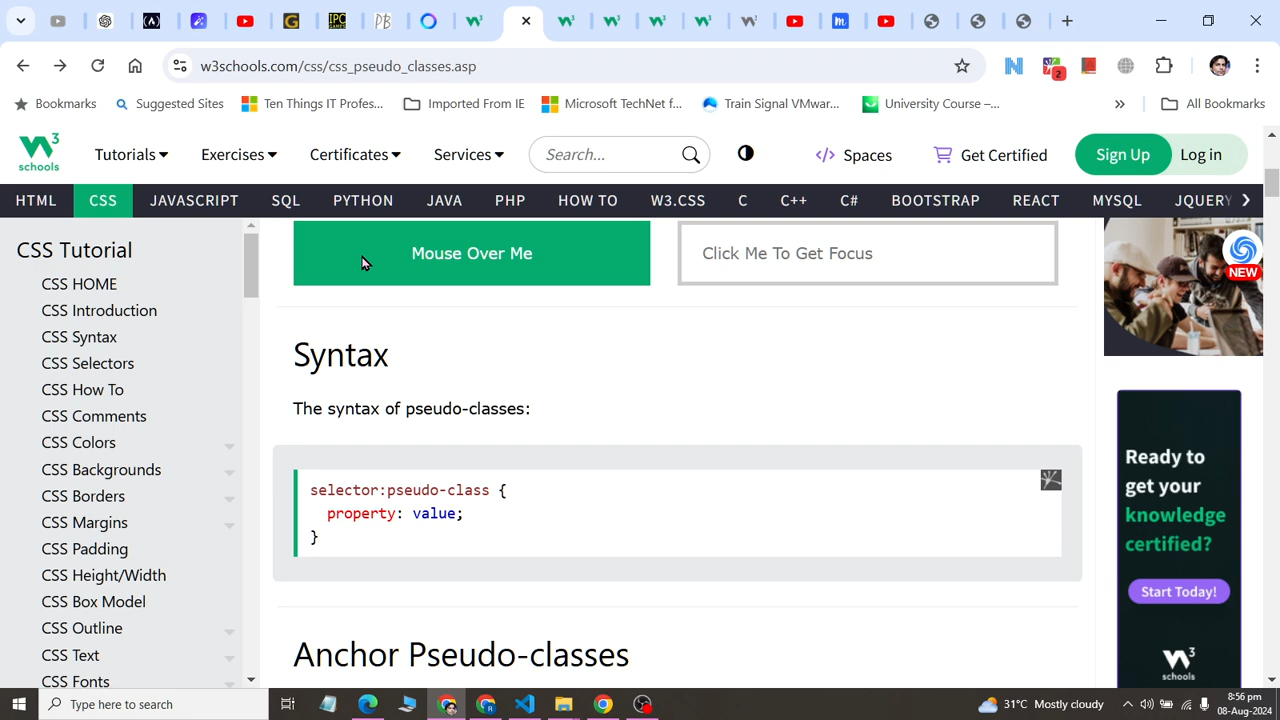 w3schools.com/css/css_pseudo_classes.asp
2
Bookmarks
Suggested Sites
Ten Things IT Profes...
Imported From IE
Microsoft TechNet f...
Train Signal VMwar...
University Course –...
»
All Bookmarks
W3 schools
Tutorials
Exercises
Certificates
Services
Search...
Spaces
Get Certified
Sign Up
Log in
HTML
CSS
JAVASCRIPT
SQL
PYTHON
JAVA
PHP
HOW TO
W3.CSS
C
C++
C#
BOOTSTRAP
REACT
MYSQL
JQUERY
CSS Tutorial
CSS HOME
CSS Introduction
CSS Syntax
CSS Selectors
CSS How To
CSS Comments
CSS Colors
CSS Backgrounds
CSS Borders
CSS Margins
CSS Padding
CSS Height/Width
CSS Box Model
CSS Outline
CSS Text
CSS Fonts
Mouse Over Me
Click Me To Get Focus
Syntax
The syntax of pseudo-classes:
selector:pseudo-class {
property: value;
}
Anchor Pseudo-classes
NEW
Ready to
get your
knowledge
certified?
Start Today!
W3
schools
Type here to search
31°C Mostly cloudy
8:56 pm
08-Aug-2024